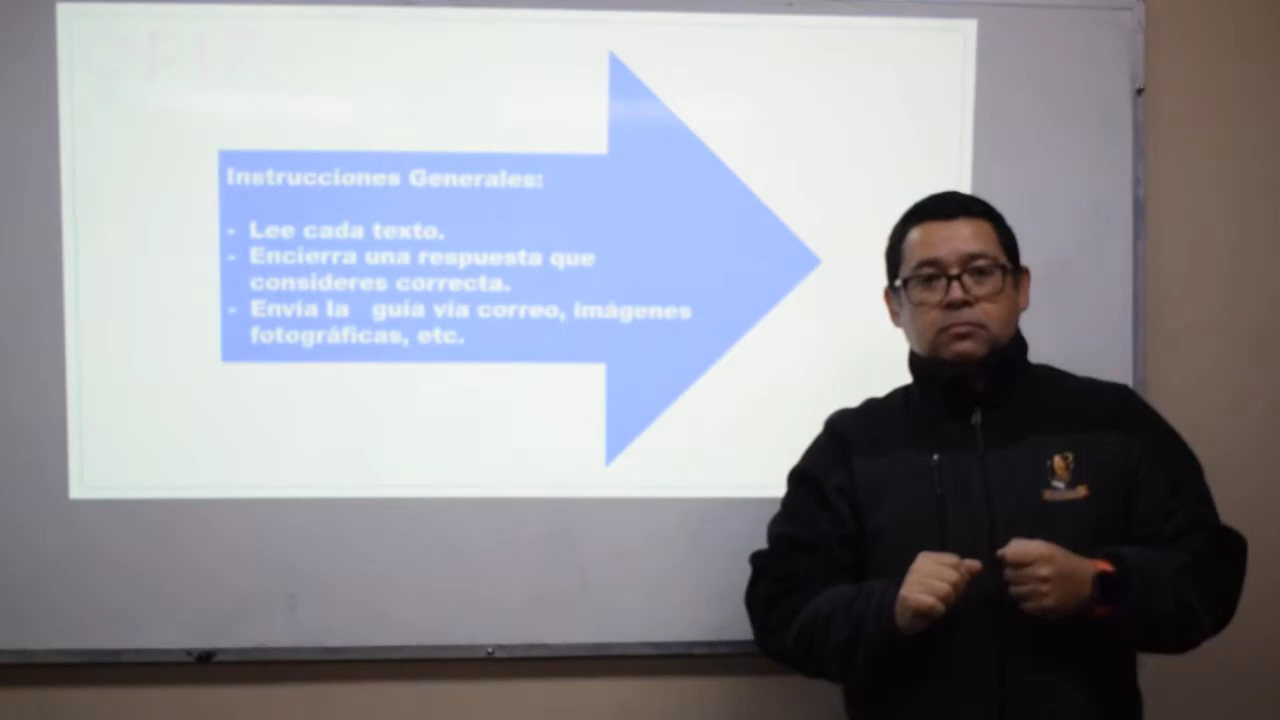 Instrucciones Generales:
- Lee cada texto.
- Encierra una respuesta que
consideres correcta.
- Envía la guía vía correo, imágenes
fotográficas, etc.